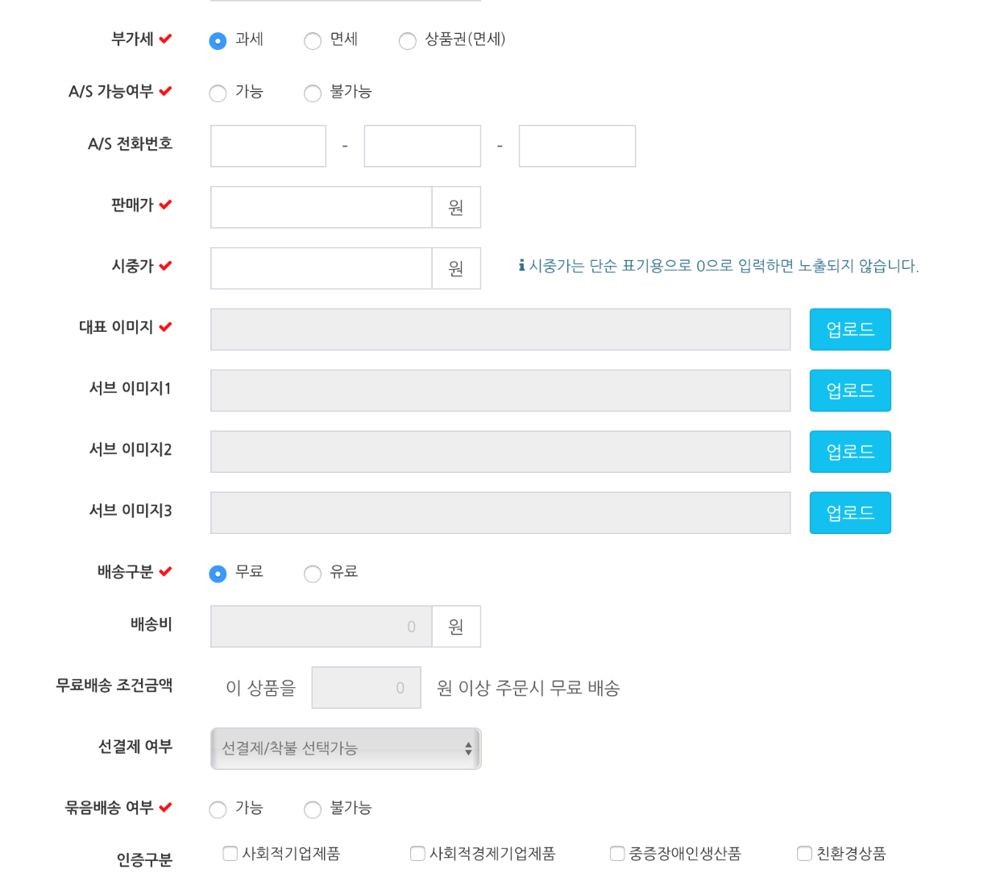 부가세 과세 면세 상품권(면세)
A/S 가능여부 가능 불가능
A/S 전화번호 - -
판매가 원
시중가 원 시중가는 단순 표기용으로 0으로 입력하면 노출되지 않습니다.
대표 이미지 업로드
서브 이미지1 업로드
서브 이미지2 업로드
서브 이미지3 업로드
배송구분 무료 유료
배송비 0 원
무료배송 조건금액 이 상품을 0 원 이상 주문시 무료 배송
선결제 여부 선결제/착불 선택가능
묶음배송 여부 가능 불가능
인증구분 사회적기업제품 사회적경제기업제품 중증장애인생산품 친환경상품